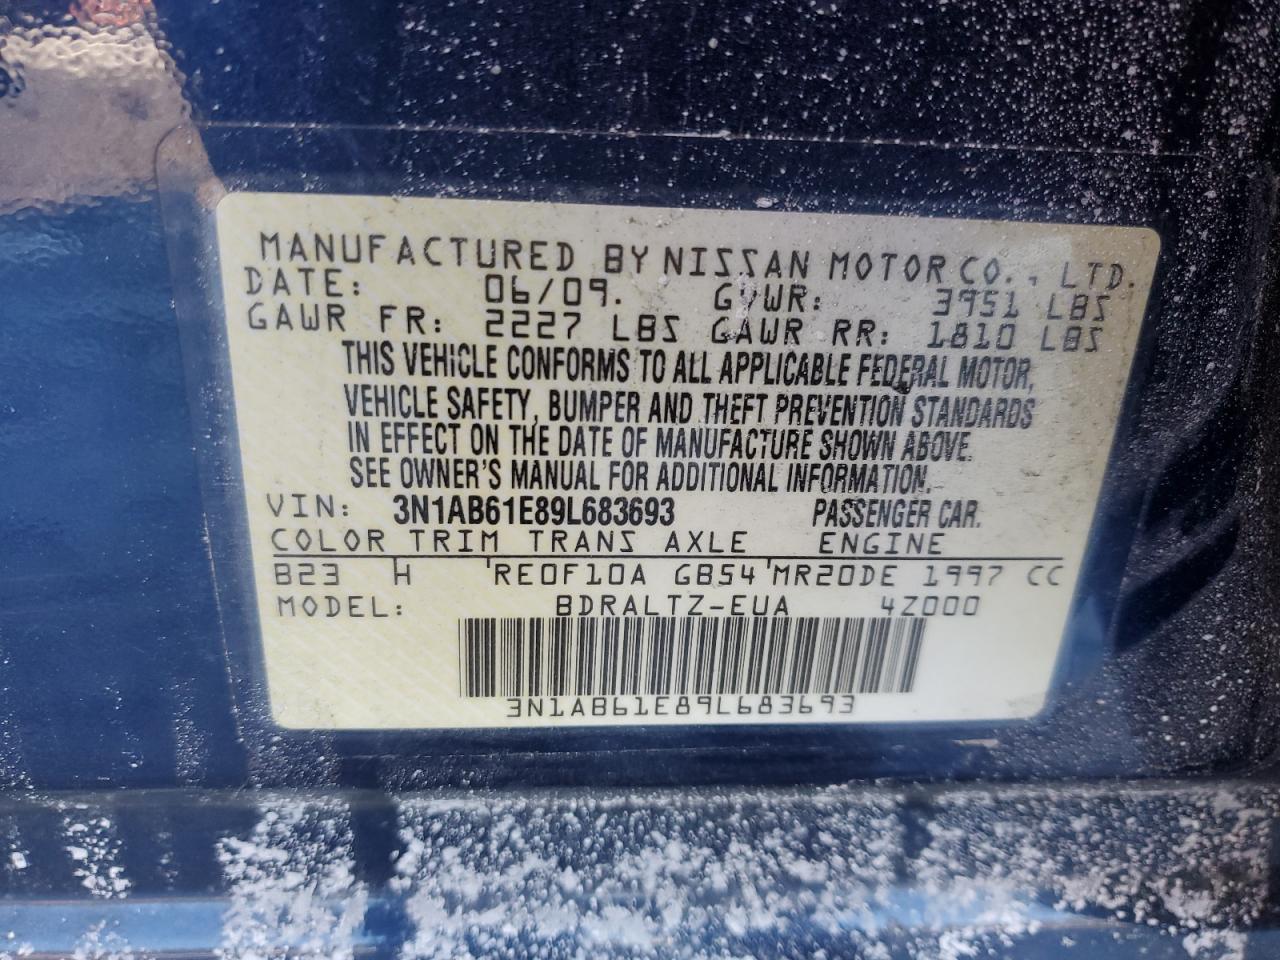 MANUFACTURED BY NISSAN MOTOR CO., LTD.
DATE: 06/09. GVWR: 3951 LBS
GAWR FR: 2227 LBS GAWR RR: 1810 LBS
THIS VEHICLE CONFORMS TO ALL APPLICABLE FEDERAL MOTOR,
VEHICLE SAFETY, BUMPER AND THEFT PREVENTION STANDARDS
IN EFFECT ON THE DATE OF MANUFACTURE SHOWN ABOVE.
SEE OWNER'S MANUAL FOR ADDITIONAL INFORMATION.
VIN: 3N1AB61E89L683693 PASSENGER CAR.
COLOR TRIM TRANS AXLE ENGINE
B23 H RE0F10A GB54 MR20DE 1997 CC
MODEL: BDRALTZ-EUA 4Z000
3N1AB61E89L683693